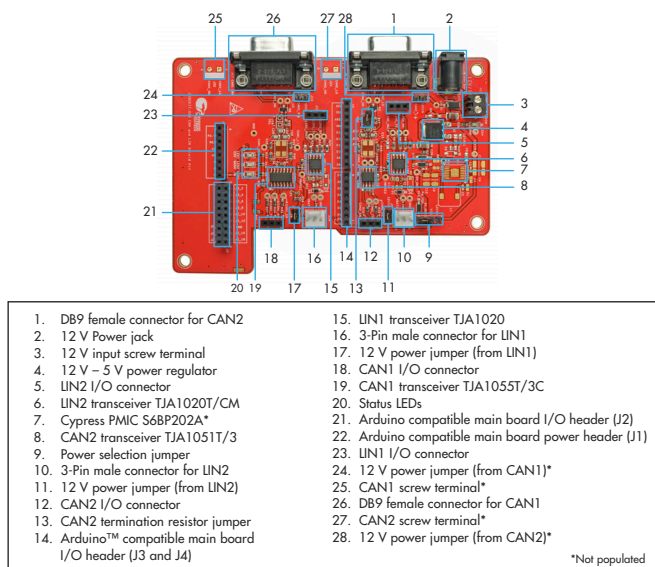 25 26 27 28 1 2
24
23
22
21
3
4
5
6
7
8
20 19 18 17 16 15 14 13 12 11 10 9
1. DB9 female connector for CAN2
2. 12 V Power jack
3. 12 V input screw terminal
4. 12 V – 5 V power regulator
5. LIN2 I/O connector
6. LIN2 transceiver TJA1020T/CM
7. Cypress PMIC S6BP202A*
8. CAN2 transceiver TJA1051T/3
9. Power selection jumper
10. 3-Pin male connector for LIN2
11. 12 V power jumper (from LIN2)
12. CAN2 I/O connector
13. CAN2 termination resistor jumper
14. Arduino™ compatible main board
I/O header (J3 and J4)
15. LIN1 transceiver TJA1020
16. 3-Pin male connector for LIN1
17. 12 V power jumper (from LIN1)
18. CAN1 I/O connector
19. CAN1 transceiver TJA1055T/3C
20. Status LEDs
21. Arduino compatible main board I/O header (J2)
22. Arduino compatible main board power header (J1)
23. LIN1 I/O connector
24. 12 V power jumper (from CAN1)*
25. CAN1 screw terminal*
26. DB9 female connector for CAN1
27. CAN2 screw terminal*
28. 12 V power jumper (from CAN2)*
*Not populated